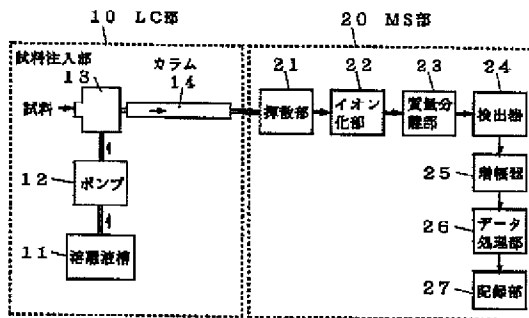 10 LC部
20 MS部
試料注入部
13
カラム
14
試料
12
ポンプ
11
溶離液槽
21
22
23
24
揮散部
イオン
化部
質量分
離部
検出器
25
増幅器
26
データ
処理部
27
記録部